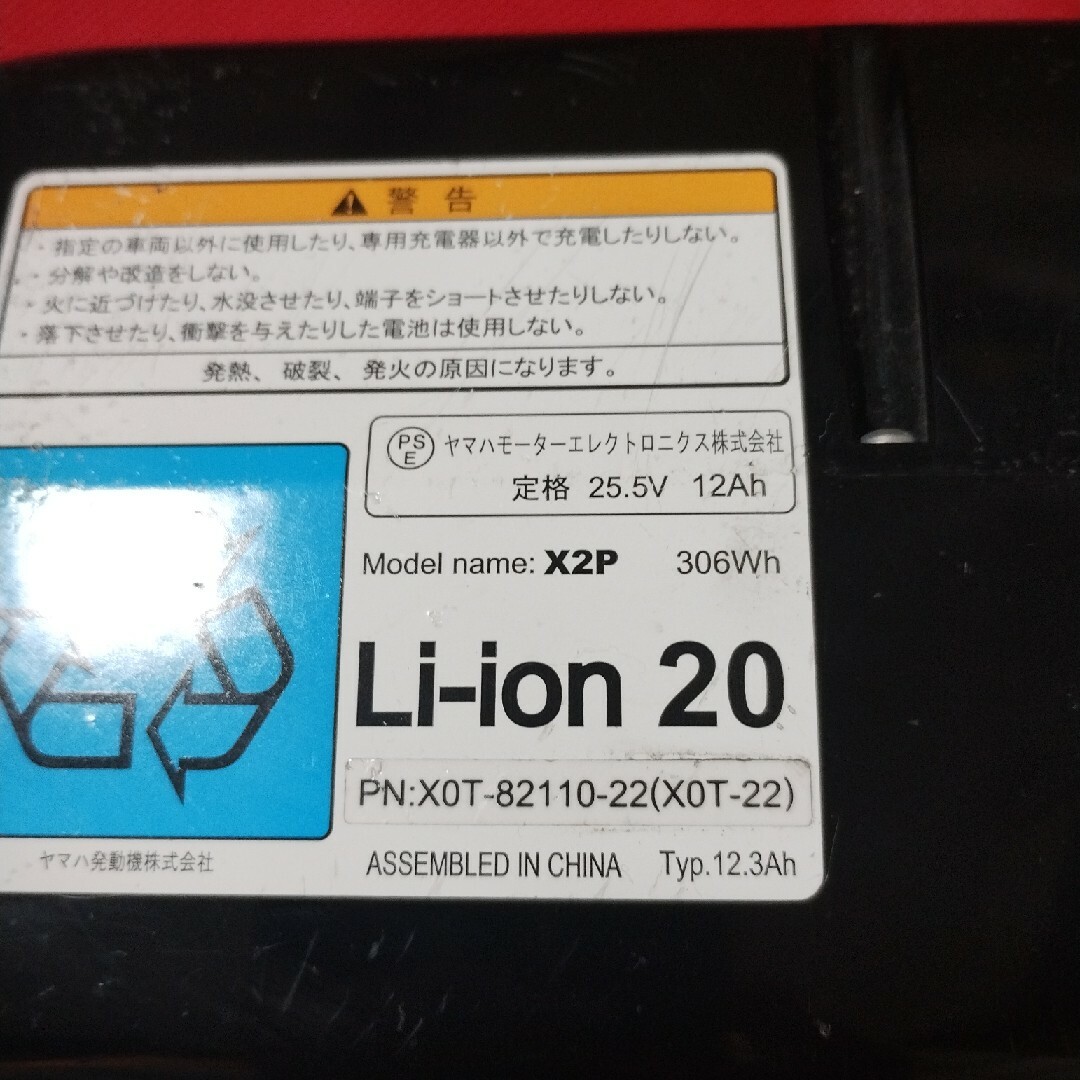 ⚠ 警告
・指定の車両以外に使用したり、専用充電器以外で充電したりしない。
・分解や改造をしない。
・火に近づけたり、水没させたり、端子をショートさせたりしない。
・落下させたり、衝撃を与えたりした電池は使用しない。
発熱、破裂、発火の原因になります。
PSE ヤマハモーターエレクトロニクス株式会社
定格 25.5V 12Ah
Model name: X2P 306Wh
Li-ion 20
PN:X0T-82110-22(X0T-22)
ヤマハ発動機株式会社 ASSEMBLED IN CHINA Typ.12.3Ah